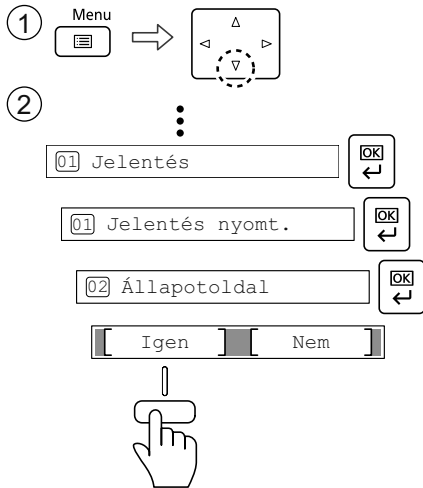 1 Menu
2
01 Jelentés OK
01 Jelentés nyomt. OK
02 Állapotoldal OK
[ Igen ] [ Nem ]